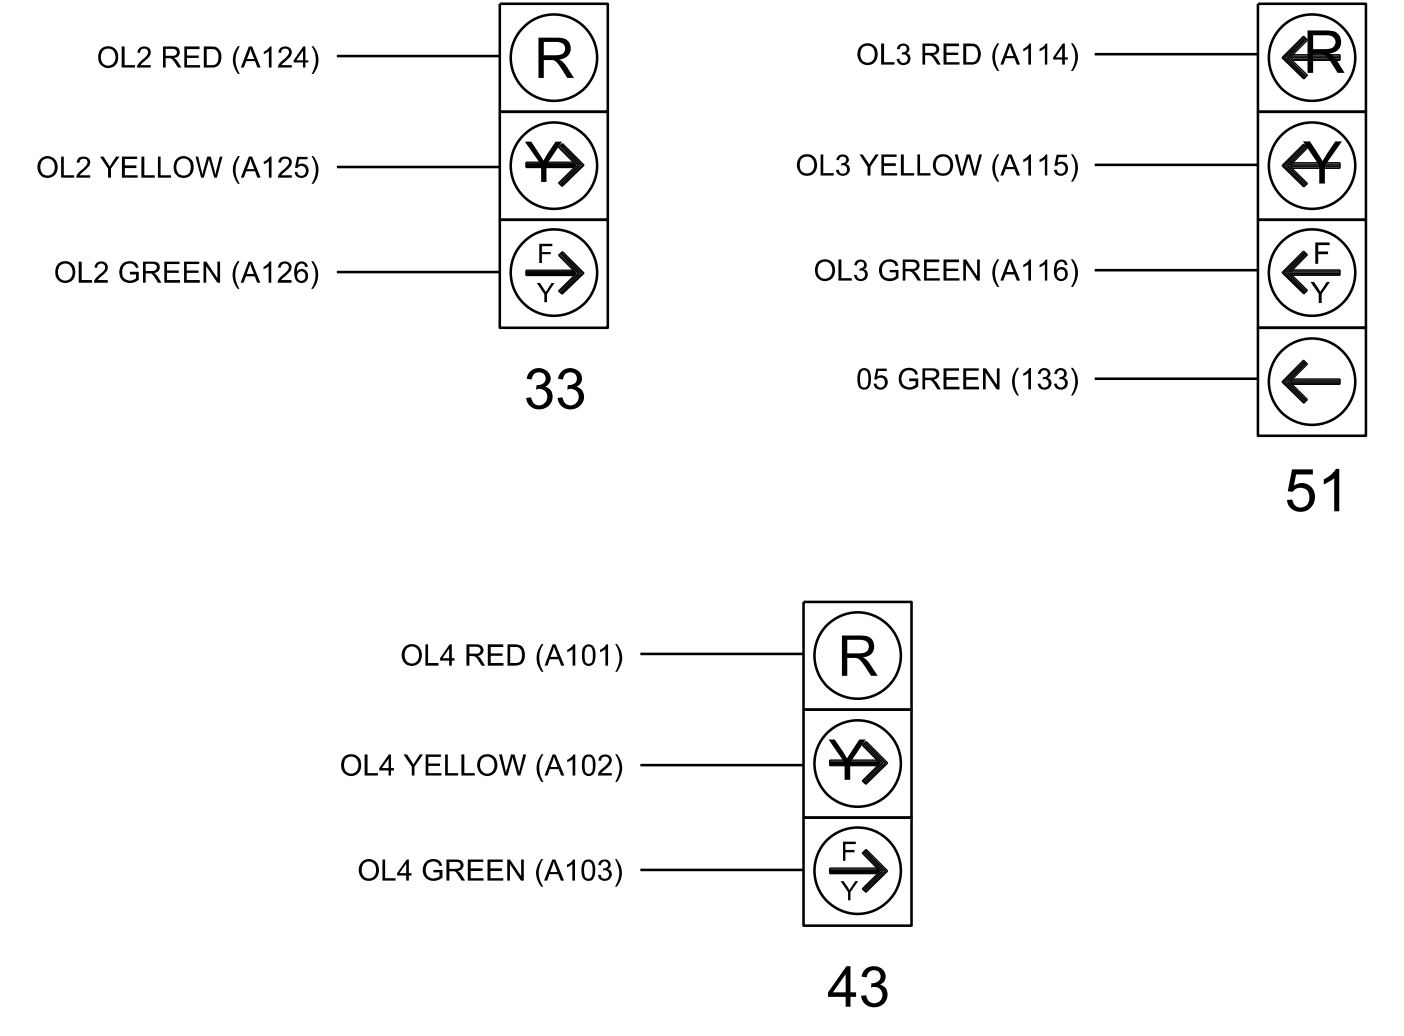 OL2 RED (A124)
R
OL2 YELLOW (A125)
Y
OL2 GREEN (A126)
F
Y
33
OL3 RED (A114)
R
OL3 YELLOW (A115)
Y
OL3 GREEN (A116)
F
Y
05 GREEN (133)
51
OL4 RED (A101)
R
OL4 YELLOW (A102)
Y
OL4 GREEN (A103)
F
Y
43